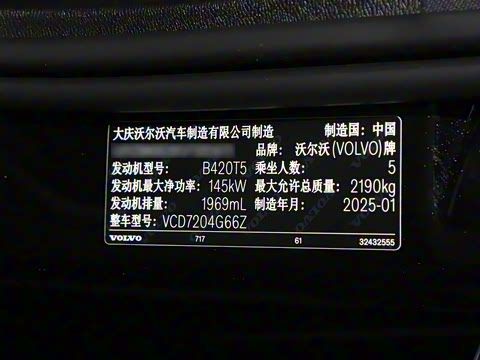 大庆沃尔沃汽车制造有限公司制造 制造国：中国
品牌：沃尔沃(VOLVO)牌
发动机型号：B420T5 乘坐人数：5
发动机最大净功率：145kW 最大允许总质量：2190kg
发动机排量：1969mL 制造年月：2025-01
整车型号：VCD7204G66Z
VOLVO 717 61 32432555